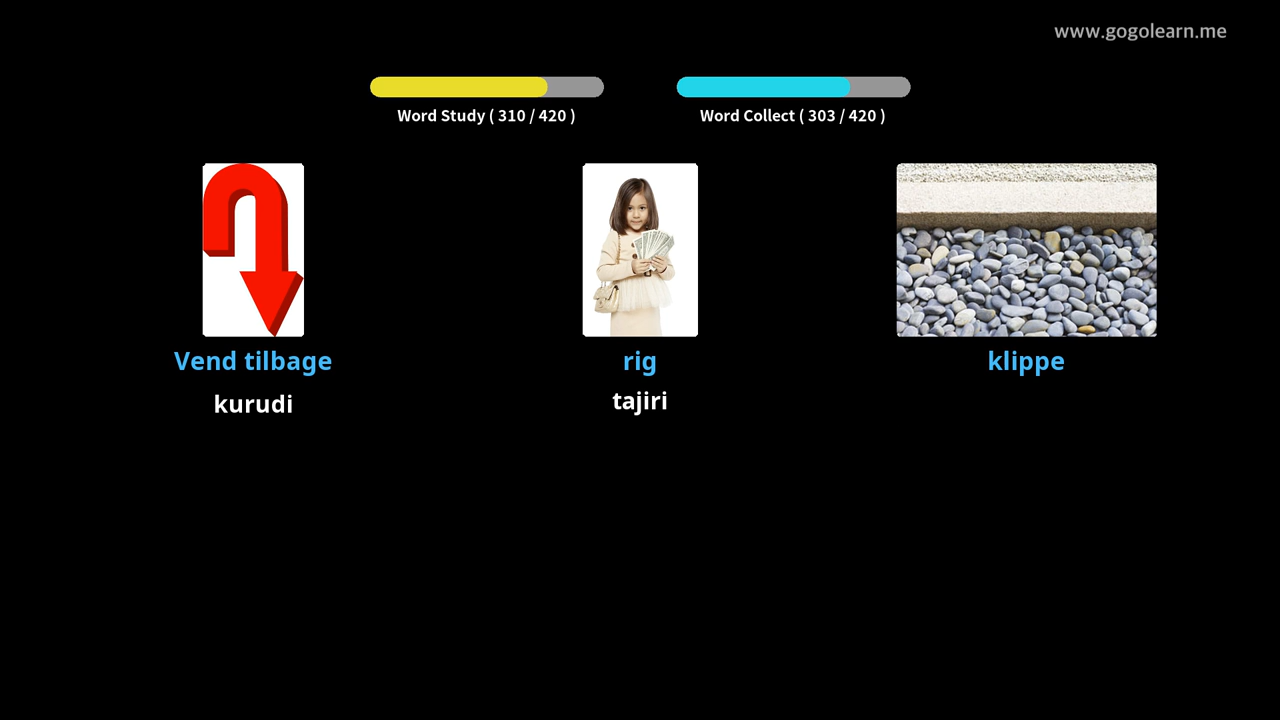 www.gogolearn.me
Word Study ( 310 / 420 )
Word Collect ( 303 / 420 )
Vend tilbage
rig
klippe
kurudi
tajiri